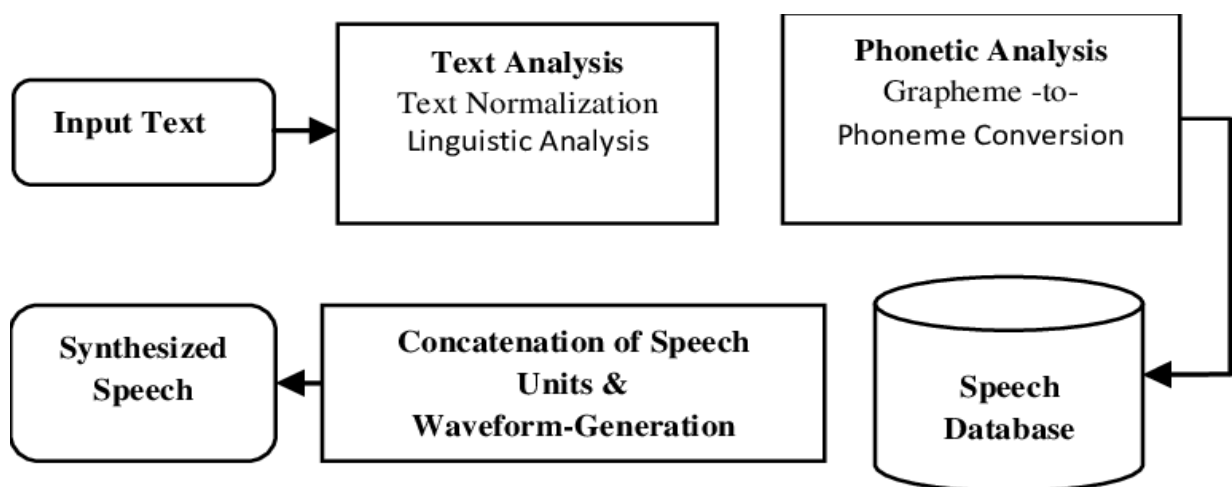 Input Text
Text Analysis
Text Normalization
Linguistic Analysis
Phonetic Analysis
Grapheme -to-
Phoneme Conversion
Speech
Database
Concatenation of Speech
Units &
Waveform-Generation
Synthesized
Speech